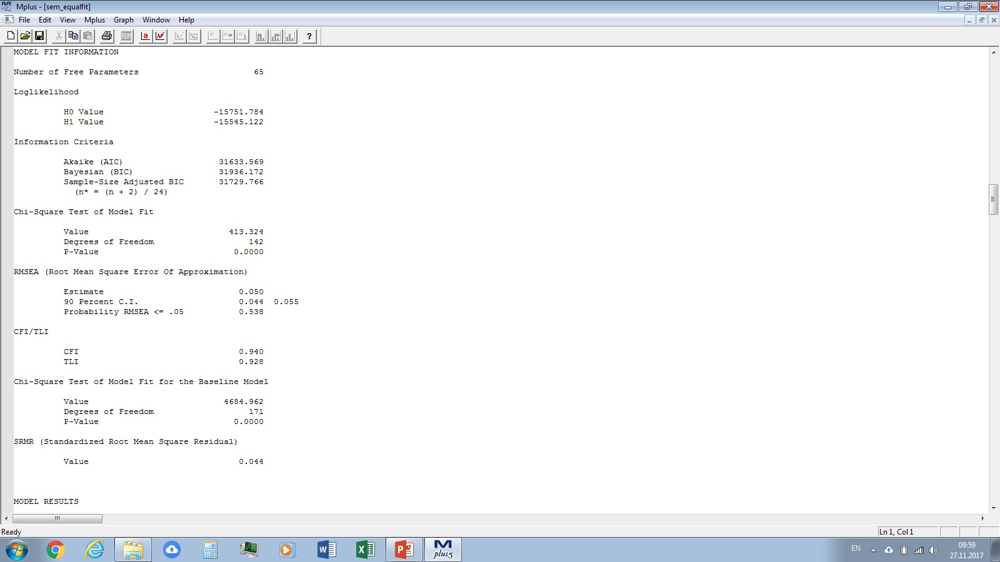 Mplus - [sem_equalfit]
File Edit View Mplus Graph Window Help
MODEL FIT INFORMATION
Number of Free Parameters 65
Loglikelihood
H0 Value -15751.784
H1 Value -15545.122
Information Criteria
Akaike (AIC) 31633.569
Bayesian (BIC) 31936.172
Sample-Size Adjusted BIC 31729.766
(n* = (n + 2) / 24)
Chi-Square Test of Model Fit
Value 413.324
Degrees of Freedom 142
P-Value 0.0000
RMSEA (Root Mean Square Error Of Approximation)
Estimate 0.050
90 Percent C.I. 0.044 0.055
Probability RMSEA <= .05 0.538
CFI/TLI
CFI 0.940
TLI 0.928
Chi-Square Test of Model Fit for the Baseline Model
Value 4684.962
Degrees of Freedom 171
P-Value 0.0000
SRMR (Standardized Root Mean Square Residual)
Value 0.044
MODEL RESULTS
Ready
Ln 1, Col 1
EN
09:59
27.11.2017